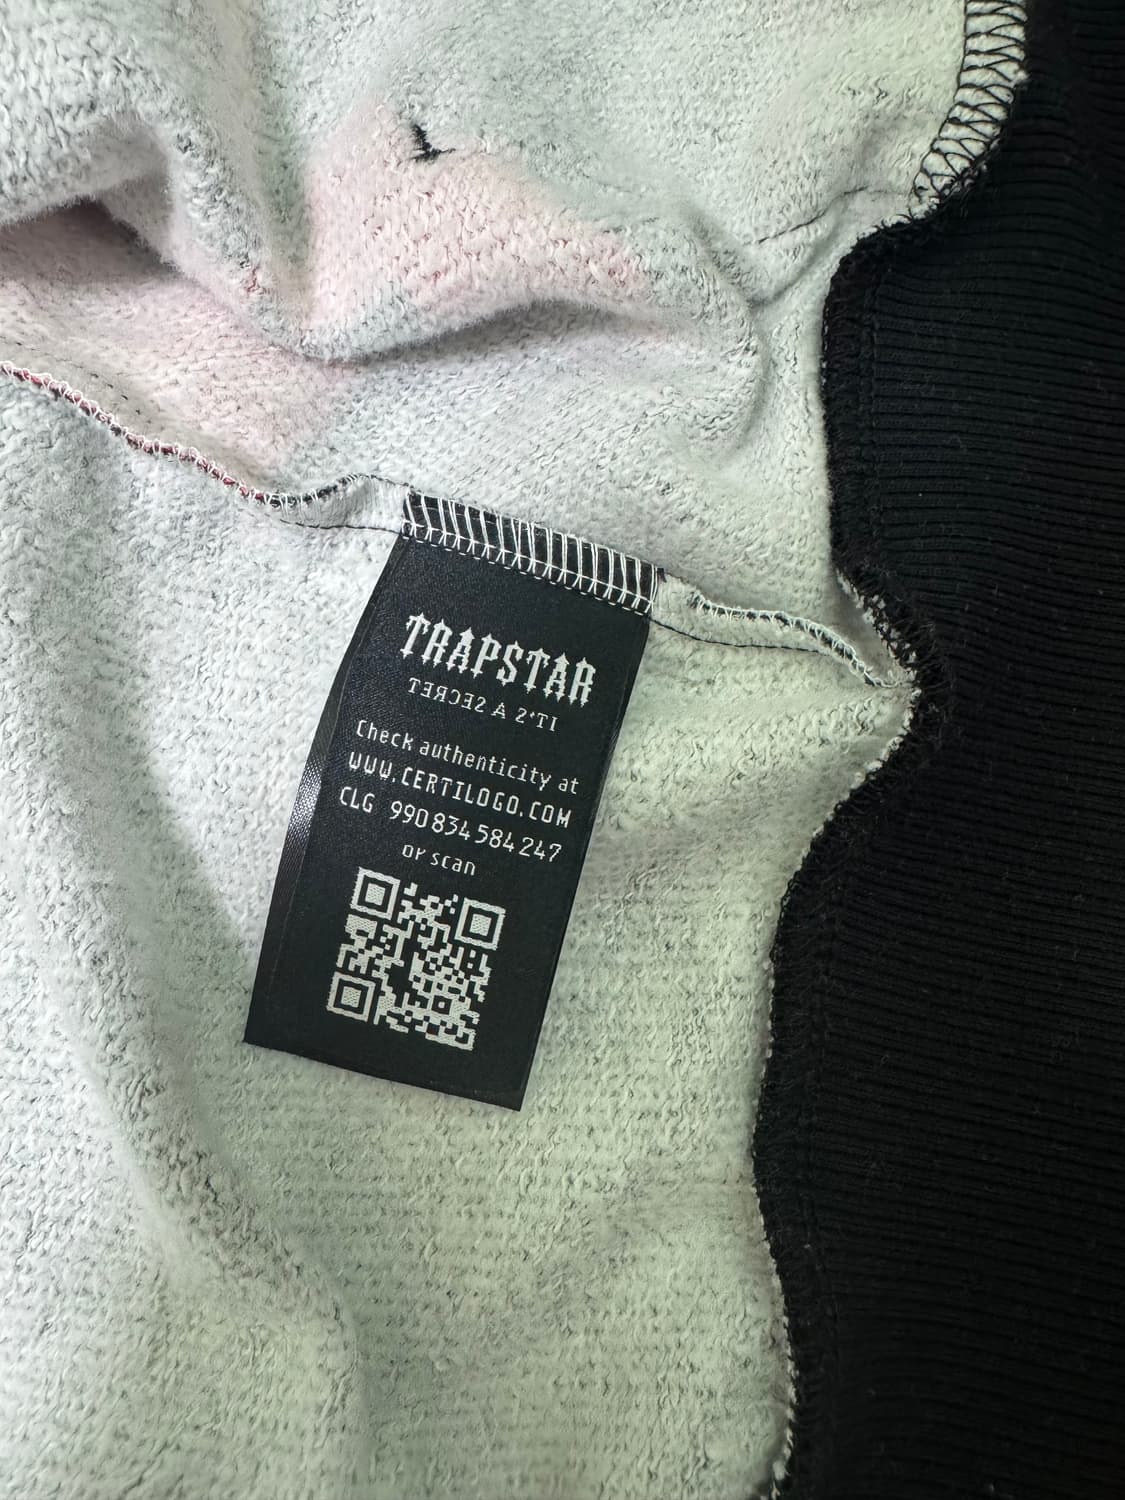 TRAPSTAR
IT'S A SECRET
Check authenticity at
WWW.CERTILOGO.COM
CLG 990 834 584 247
or scan